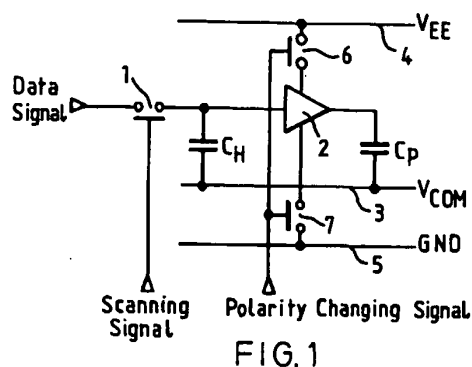 V_EE
4
6
1
Data
Signal
2
C_H
C_P
V_COM
3
7
GND
5
Scanning
Signal
Polarity Changing Signal
FIG. 1